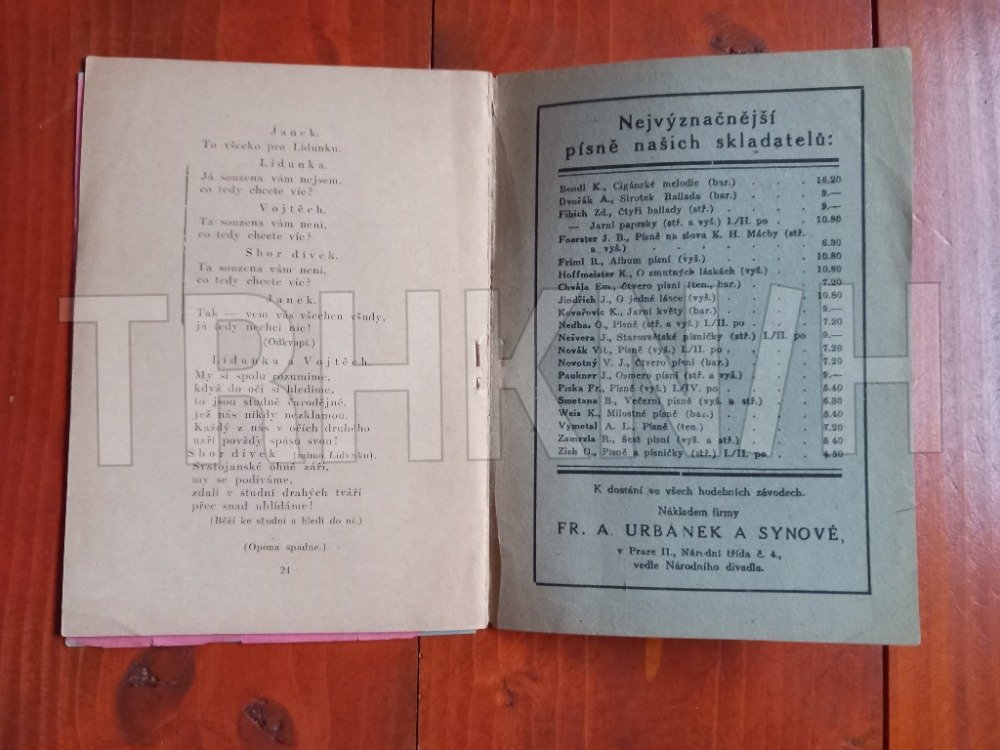 Janek.
To všecko pro Lidunku.
Lidunka.
Já souzena vám nejsem,
co tedy chcete víc?
Vojtěch.
Ta souzena vám není,
co tedy chcete víc?
Sbor dívek.
Ta souzena vám není,
co tedy chcete víc?
Janek.
Tak — vem vás všechen všudy,
já tedy nechci nic!
(Odkvapí.)
Lidunka a Vojtěch.
My si spolu rozumíme,
když do očí si hledíme,
to jsou studně čarodějné,
jež nás nikdy nezklamou.
Každý z nás v očích druhého
uzří povždy spásu svou!
Sbor dívek (mimo Lidunku).
Svatojanské ohně září,
my se podíváme,
zdali v studni drahých tváří
přec snad uhlídáme!
(Běží ke studni a hledí do ní.)
(Opona spadne.)
24
Nejvýznačnější
písně našich skladatelů:
Bendl K., Cigánské melodie (bar.) . . . 16.20
Dvořák A., Sirotek Ballada (bar.) . . . 9.—
Fibich Zd., Čtyři ballady (stř.) . . . 9.—
— Jarní paprsky (stř. a vyš.) I./II. po . . 10.80
Foerster J. B., Písně na slova K. H. Máchy (stř.
a vyš.) . . . . . . . . 6.30
Friml R., Album písní (vyš.) . . . . 10.80
Hoffmeister K., O smutných láskách (vyš.) . . 10.80
Chvála Em., Čtvero písní (ten., bar.) . . . 7.20
Jindřich J., O jedné lásce (vyš.) . . . 10.80
Kovařovic K., Jarní květy (bar.) . . . 9.—
Nedbal O., Písně (stř. a vyš.) I./II. po . . 7.20
Nešvera J., Starosvětské písničky (stř.) I./II. po 9.—
Novák Vít., Písně (vyš.) I./II. po . . . 7.20
Novotný V. J., Čtvero písní (bar.) . . . 7.20
Paukner J., Osmero písní (stř. a vyš.) . . . 9.—
Picka Fr., Písně (vyš.) I./IV. po . . . 5.40
Smetana B., Večerní písně (vyš. a stř.) . . 6.30
Weis K., Milostné písně (bar.) . . . 5.40
Vymetal A. L., Písně (ten.) . . . . 7.20
Zamrzla R., Šest písní (vyš. a stř.) . . . 5.40
Zich O., Písně a písničky (stř.) I./II. po . . 4.50
K dostání ve všech hudebních závodech.
Nákladem firmy
FR. A. URBÁNEK A SYNOVÉ,
v Praze II., Národní třída č. 4.,
vedle Národního divadla.
TRHKNIH